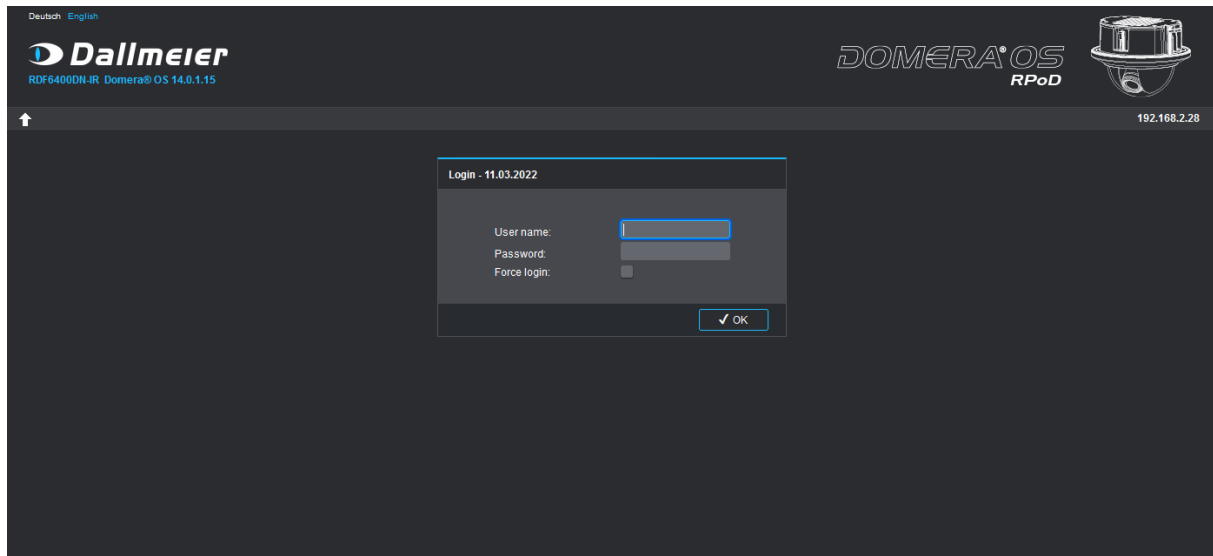 Deutsch English
Dallmeier
RDF6400DN-IR Domera® OS 14.0.1.15
DOMERA® OS
RPoD
192.168.2.28
Login - 11.03.2022
User name:
Password:
Force login:
OK